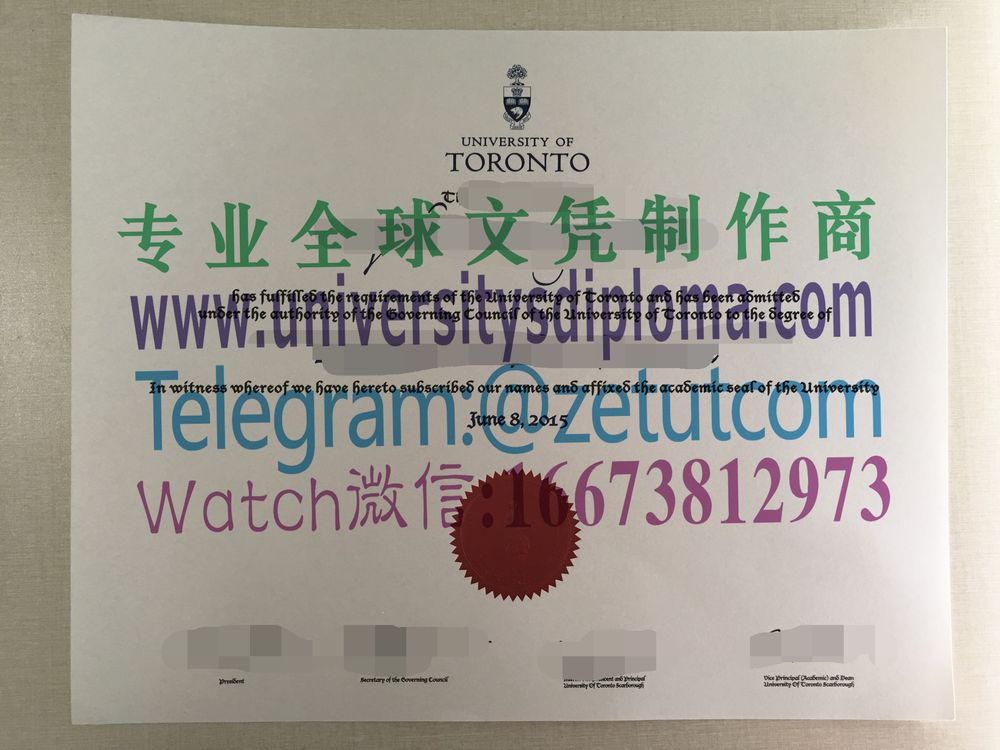 UNIVERSITY OF
TORONTO
专业全球文凭制作商
www.universitysdiploma.com
has fulfilled the requirements of the University of Toronto and has been admitted
under the authority of the Governing Council of the University of Toronto to the degree of
In witness whereof we have hereto subscribed our names and affixed the academic seal of the University
Telegram:@zetutcom
June 8, 2015
Watch微信:16673812973
President
Secretary of the Governing Council
and Principal
University Of Toronto Scarborough
Vice Principal (Academic) and Dean
University Of Toronto Scarborough